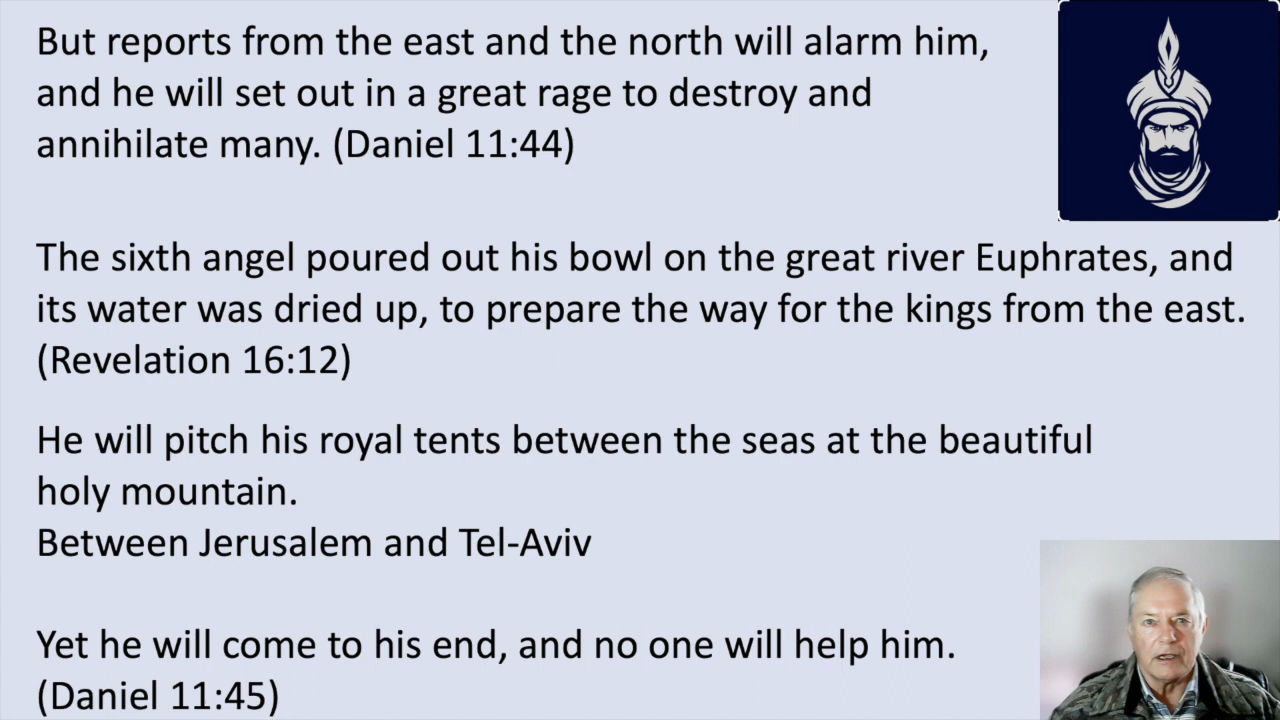 But reports from the east and the north will alarm him,
and he will set out in a great rage to destroy and
annihilate many. (Daniel 11:44)
The sixth angel poured out his bowl on the great river Euphrates, and
its water was dried up, to prepare the way for the kings from the east.
(Revelation 16:12)
He will pitch his royal tents between the seas at the beautiful
holy mountain.
Between Jerusalem and Tel-Aviv
Yet he will come to his end, and no one will help him.
(Daniel 11:45)